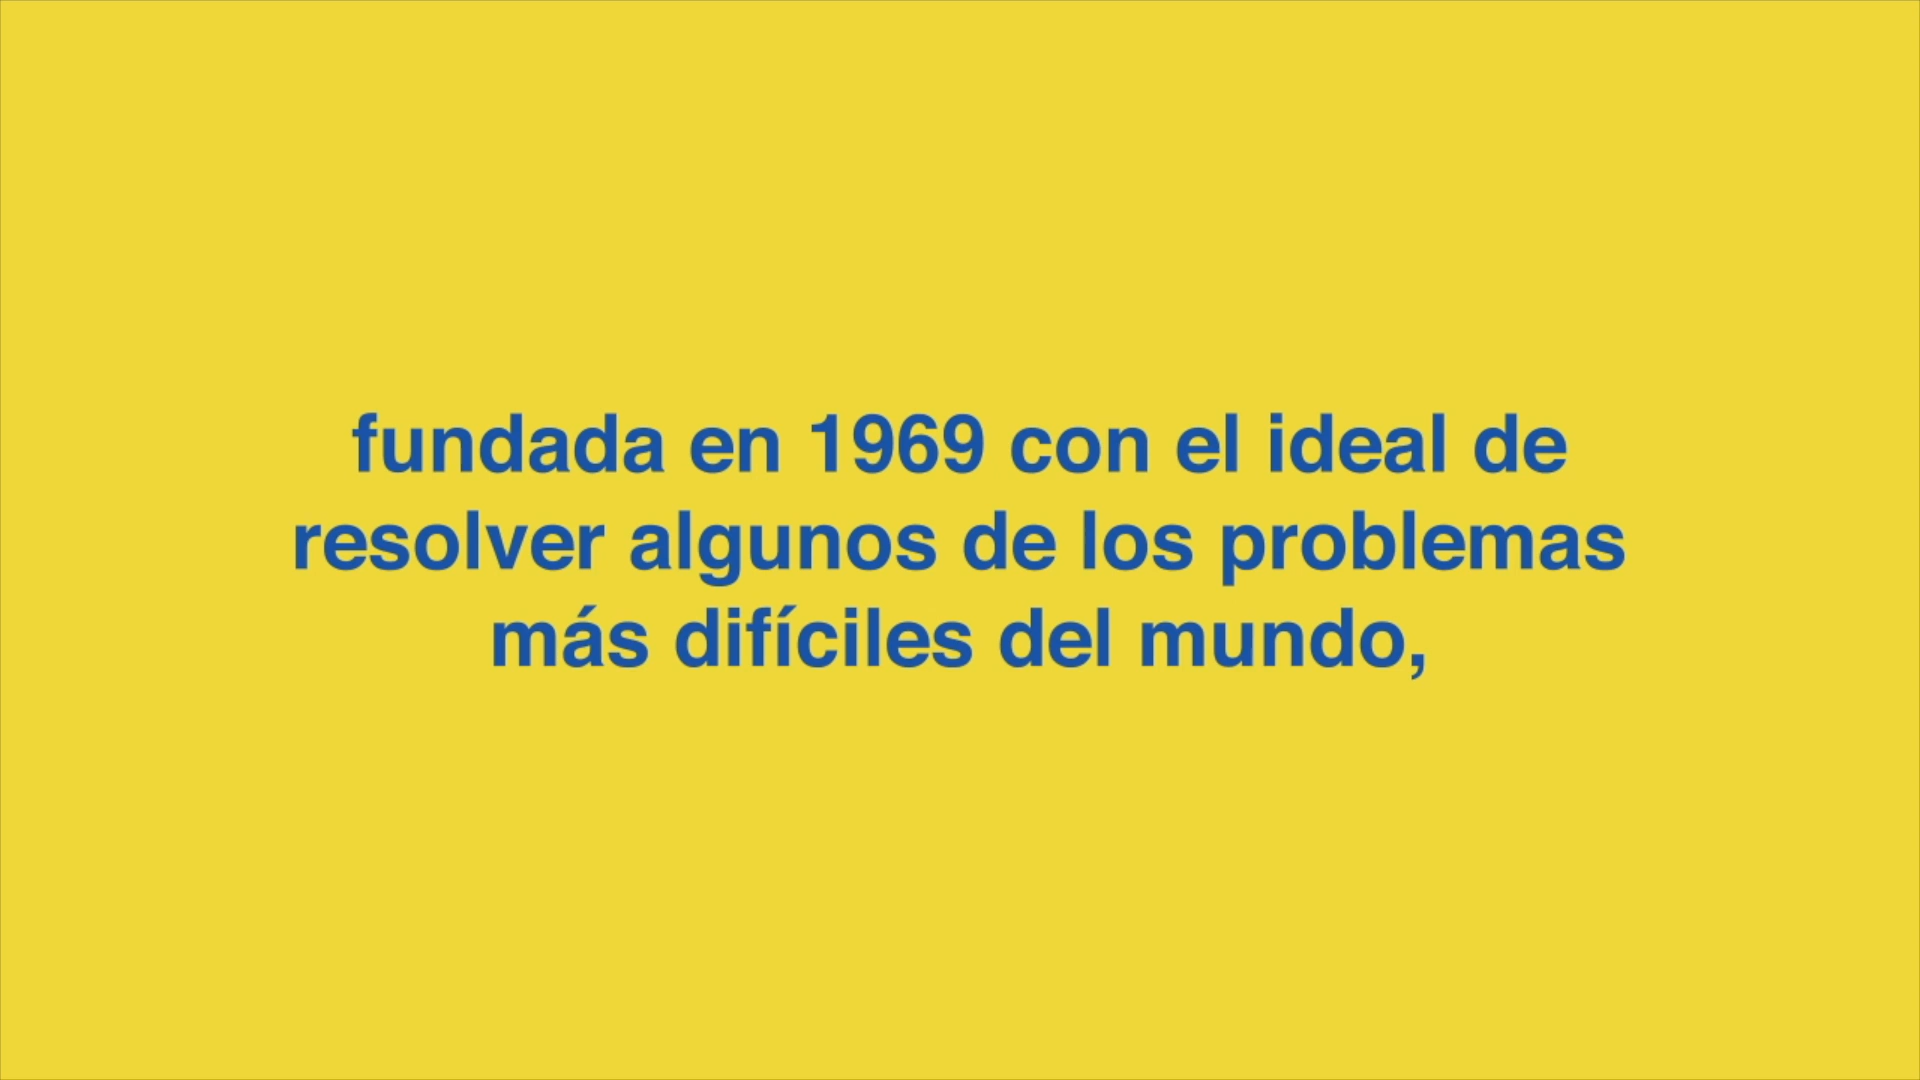 fundada en 1969 con el ideal de
resolver algunos de los problemas
más difíciles del mundo,